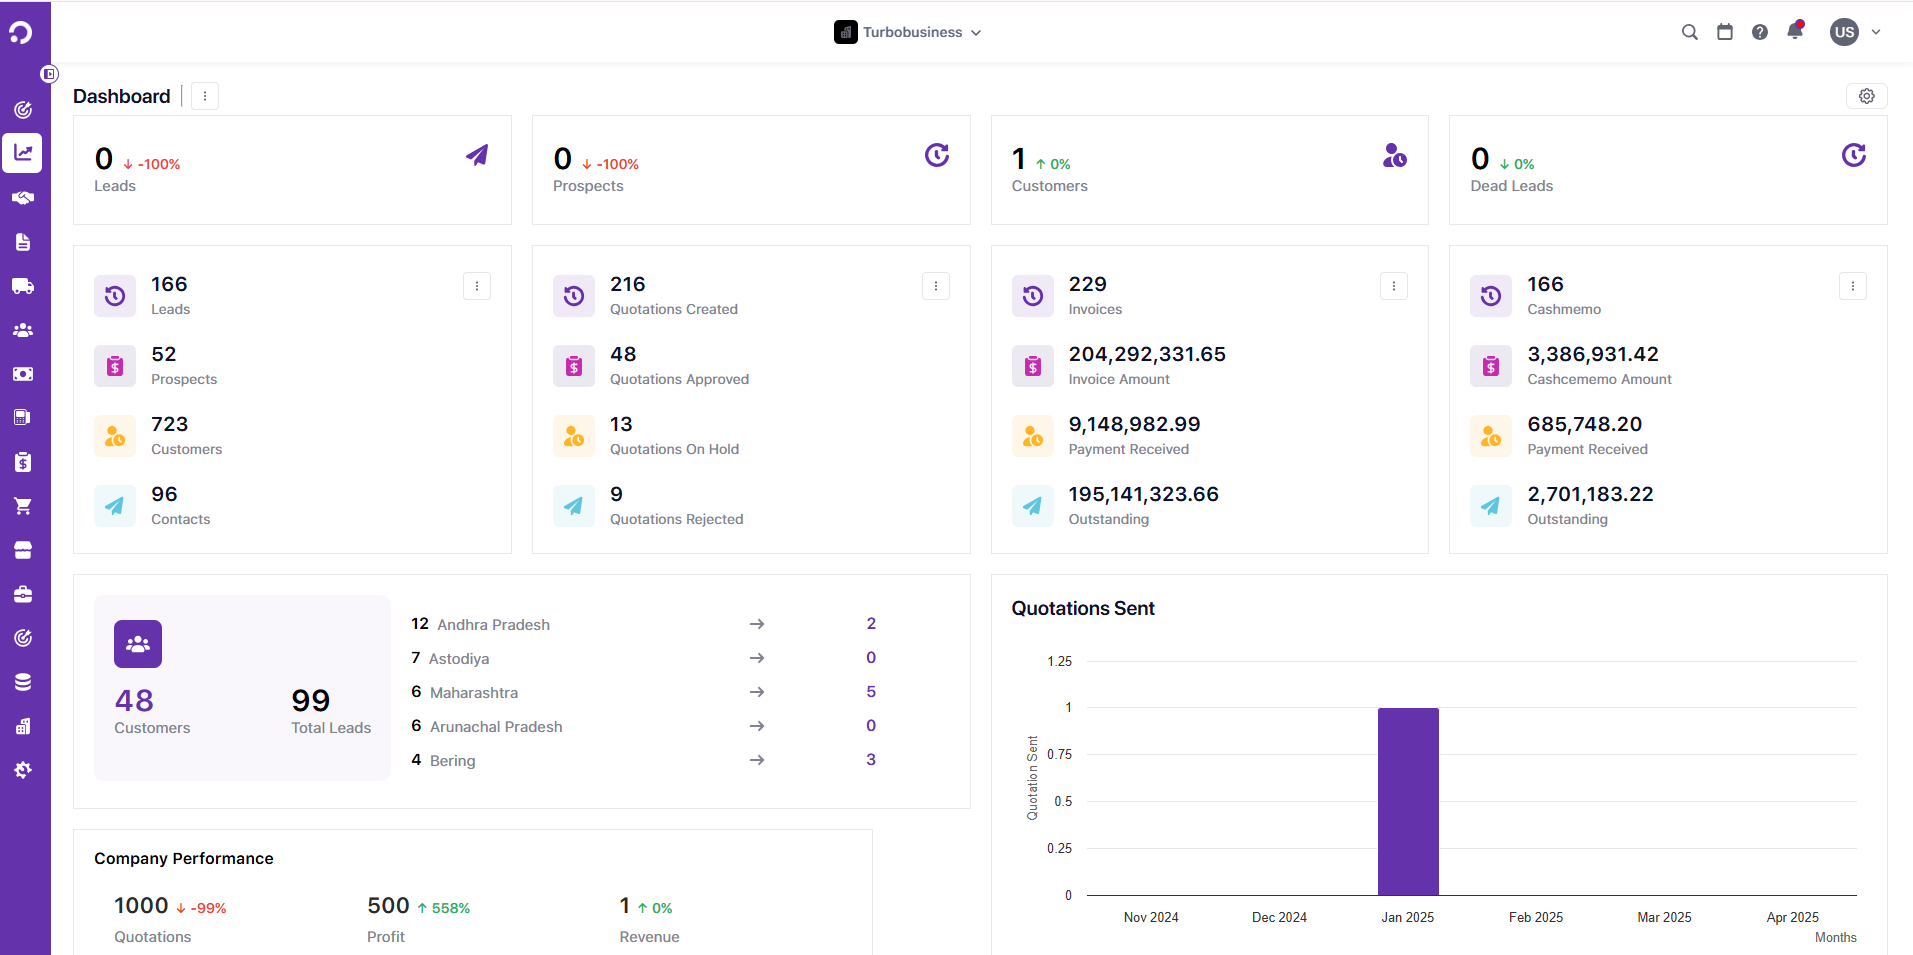 Turbobusiness
US
Dashboard
0 -100%
Leads
0 -100%
Prospects
1 0%
Customers
0 0%
Dead Leads
166
Leads
52
Prospects
723
Customers
96
Contacts
216
Quotations Created
48
Quotations Approved
13
Quotations On Hold
9
Quotations Rejected
229
Invoices
204,292,331.65
Invoice Amount
9,148,982.99
Payment Received
195,141,323.66
Outstanding
166
Cashmemo
3,386,931.42
Cashcememo Amount
685,748.20
Payment Received
2,701,183.22
Outstanding
48
Customers
99
Total Leads
12 Andhra Pradesh → 2
7 Astodiya → 0
6 Maharashtra → 5
6 Arunachal Pradesh → 0
4 Bering → 3
Quotations Sent
1.25
1
0.75
0.5
0.25
0
Quotation Sent
Nov 2024 Dec 2024 Jan 2025 Feb 2025 Mar 2025 Apr 2025
Months
Company Performance
1000 -99%
Quotations
500 558%
Profit
1 0%
Revenue